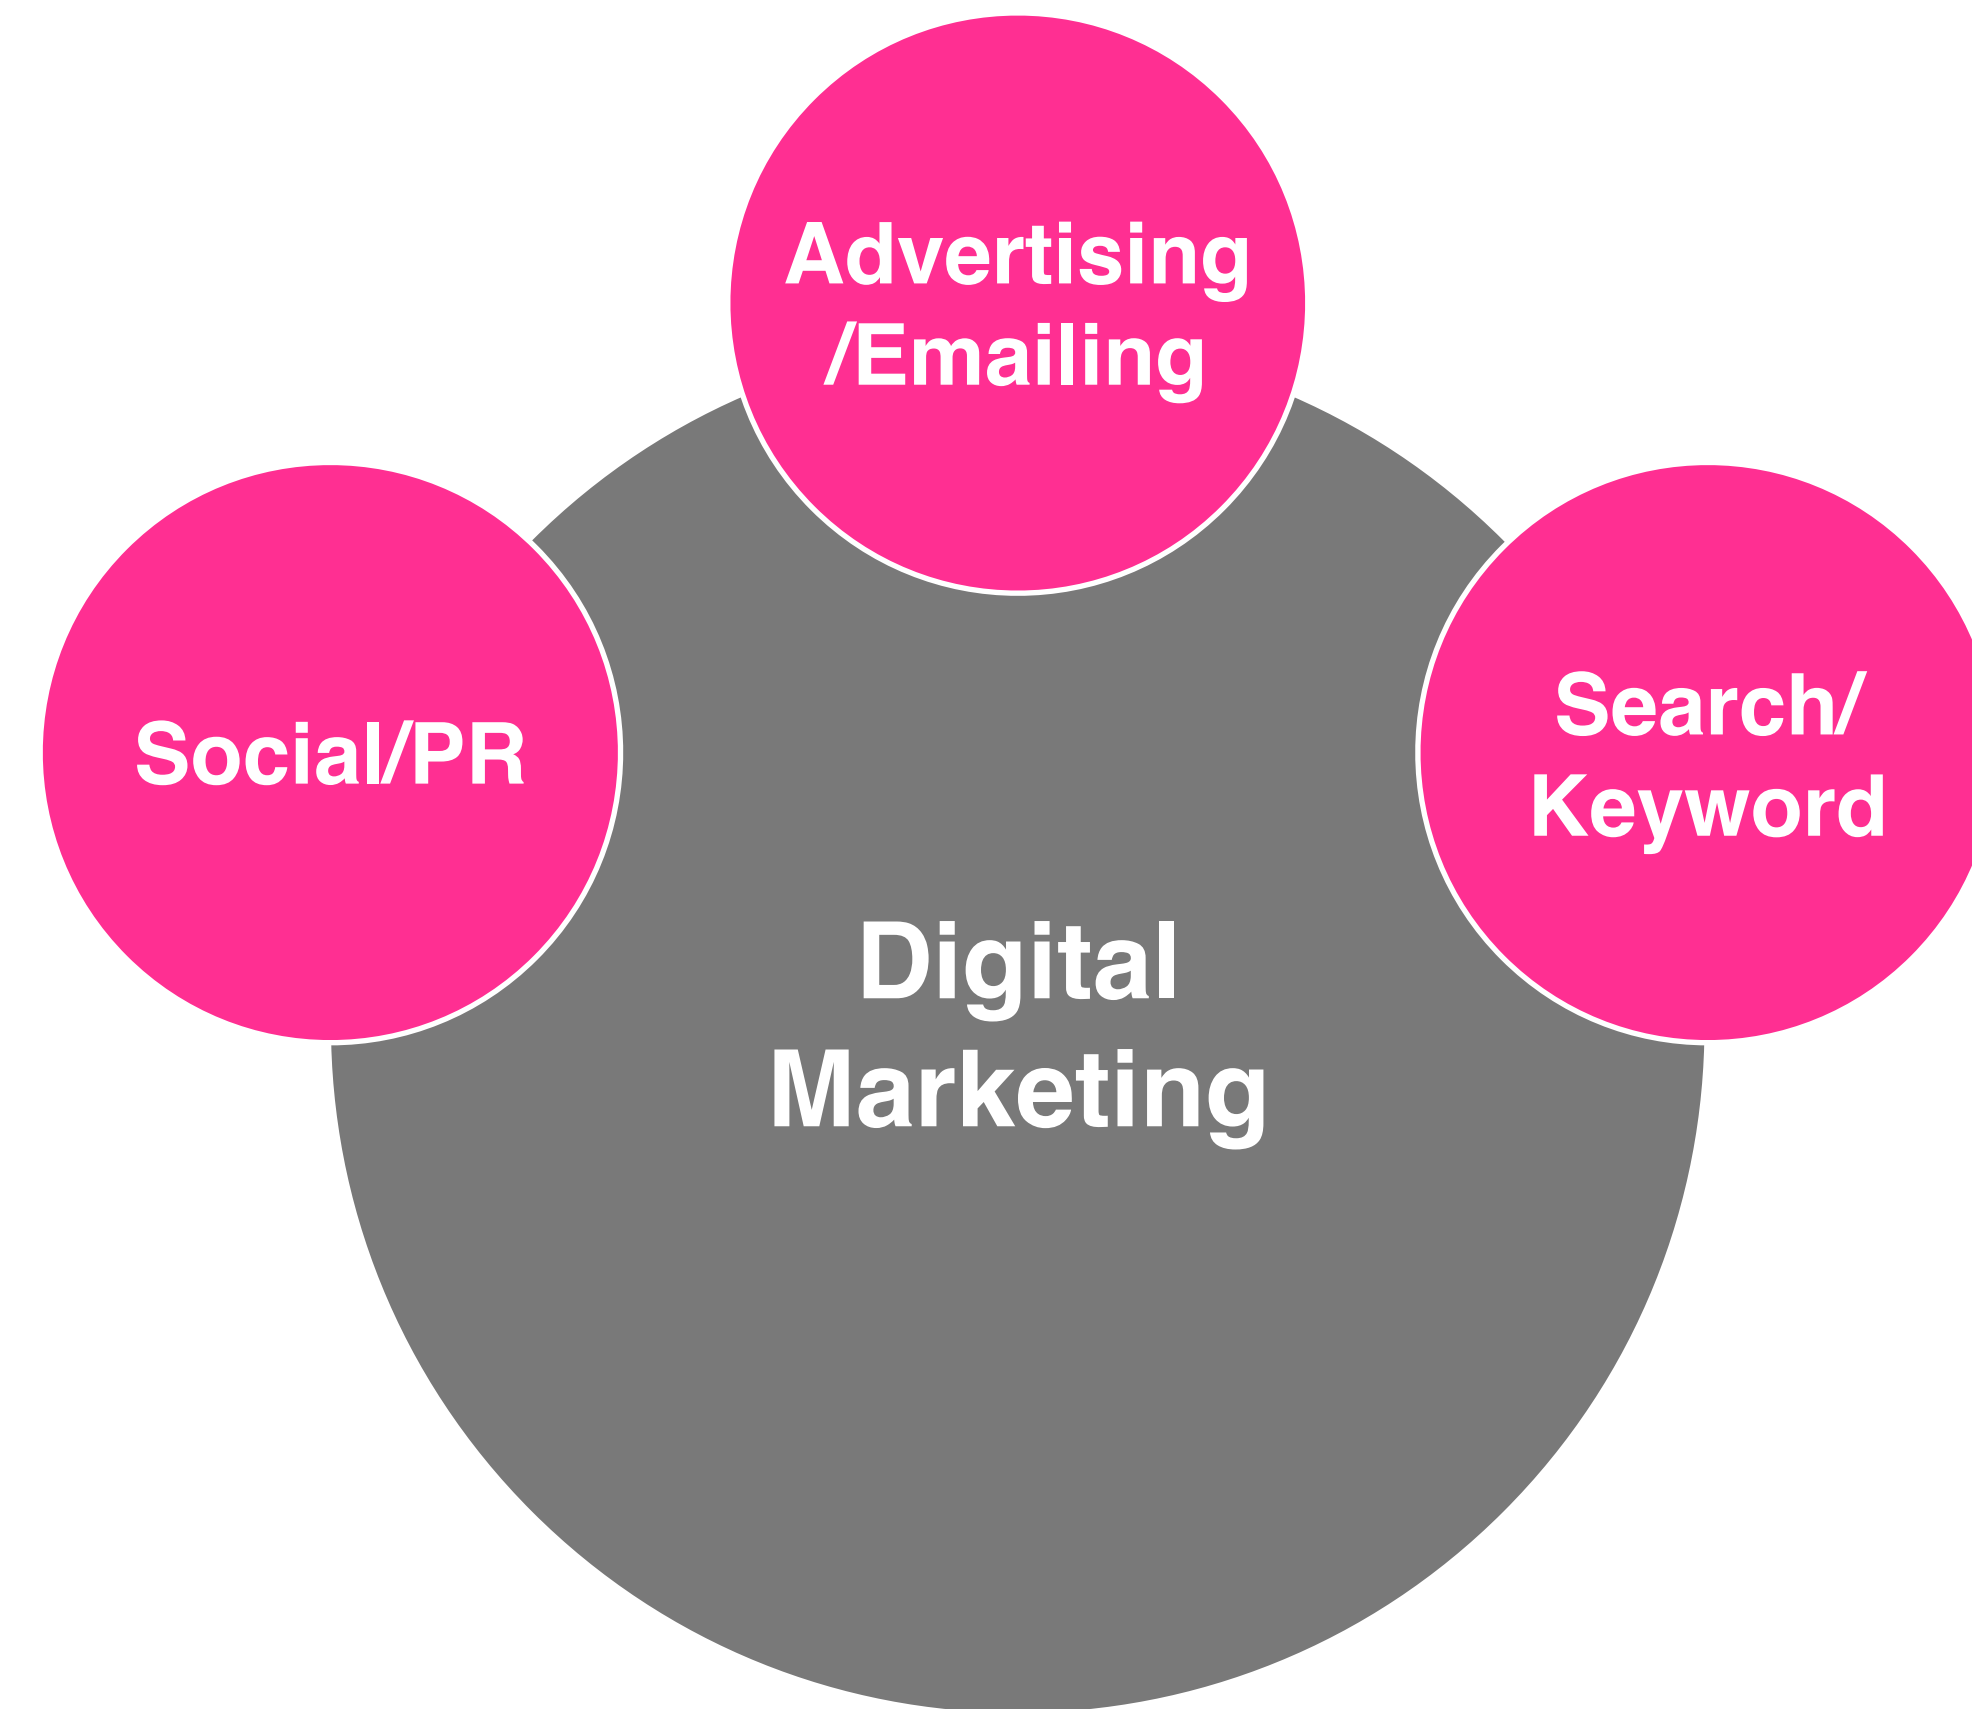 Advertising
/Emailing
Social/PR
Search/
Keyword
Digital
Marketing